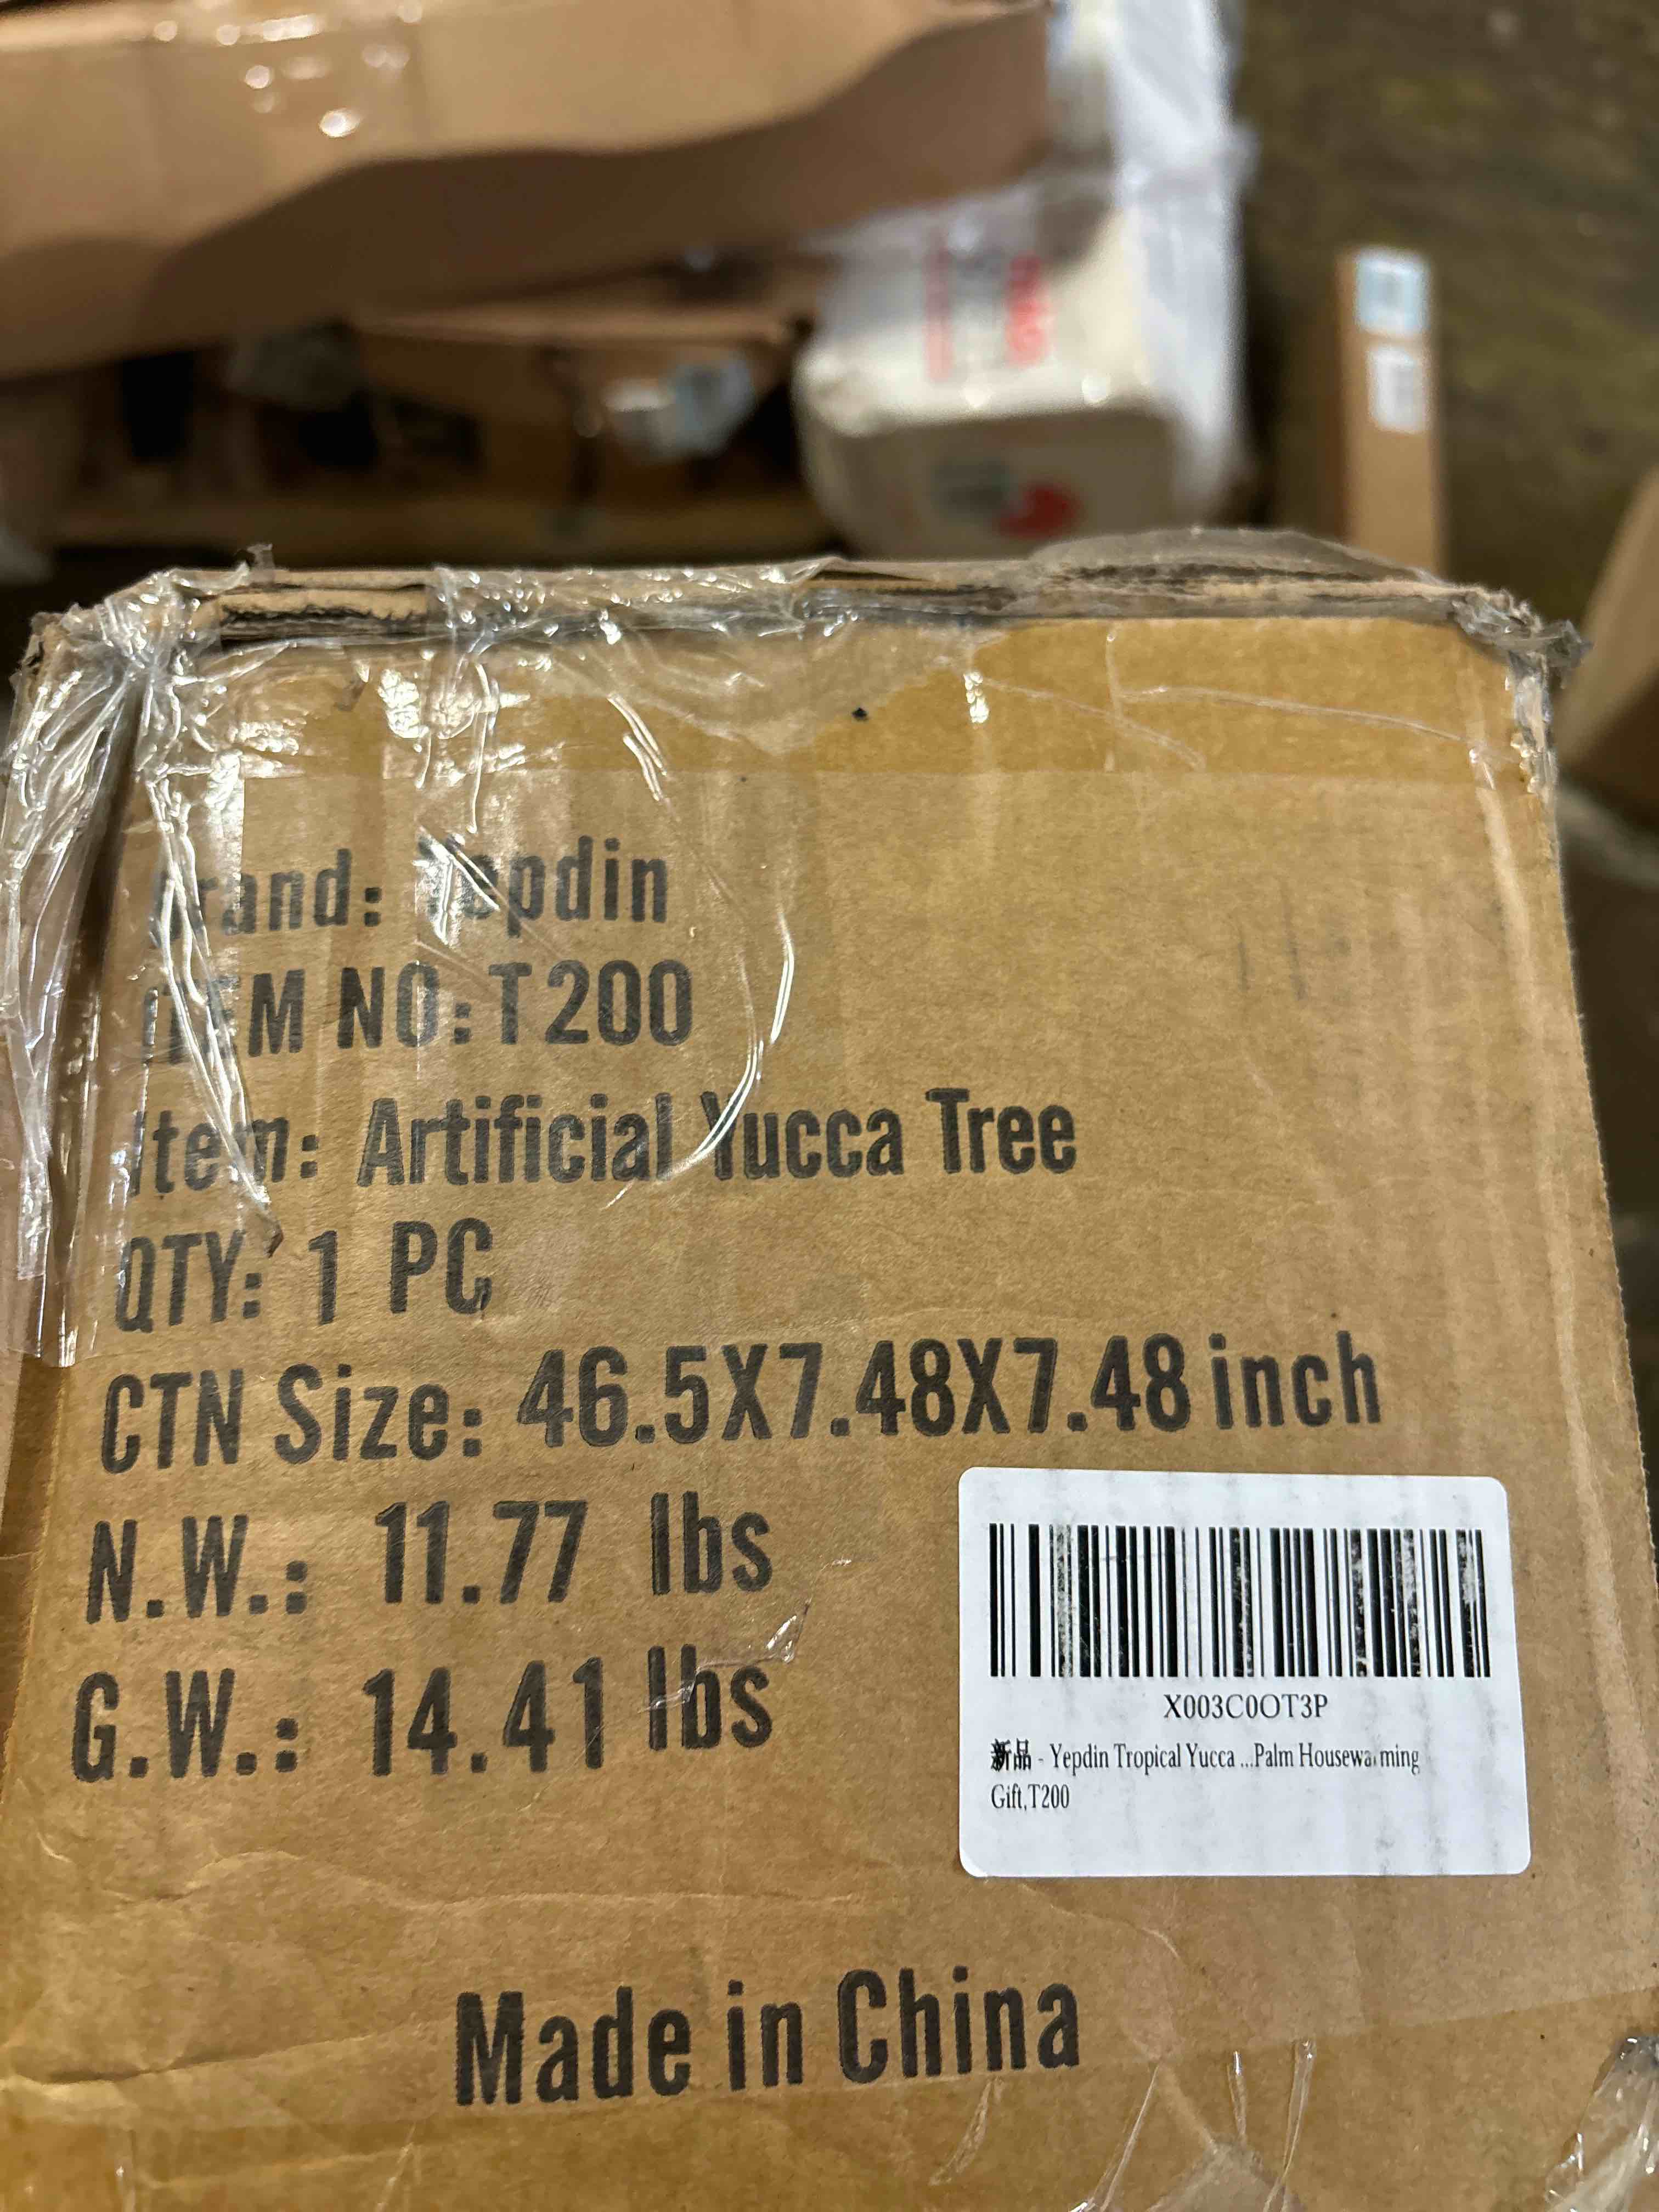 Brand: Yepdin
ITEM NO:T200
Item: Artificial Yucca Tree
QTY: 1 PC
CTN Size: 46.5X7.48X7.48 inch
N.W.: 11.77 lbs
G.W.: 14.41 lbs
X003C0OT3P
新品 - Yepdin Tropical Yucca ...Palm Housewarming
Gift,T200
Made in China